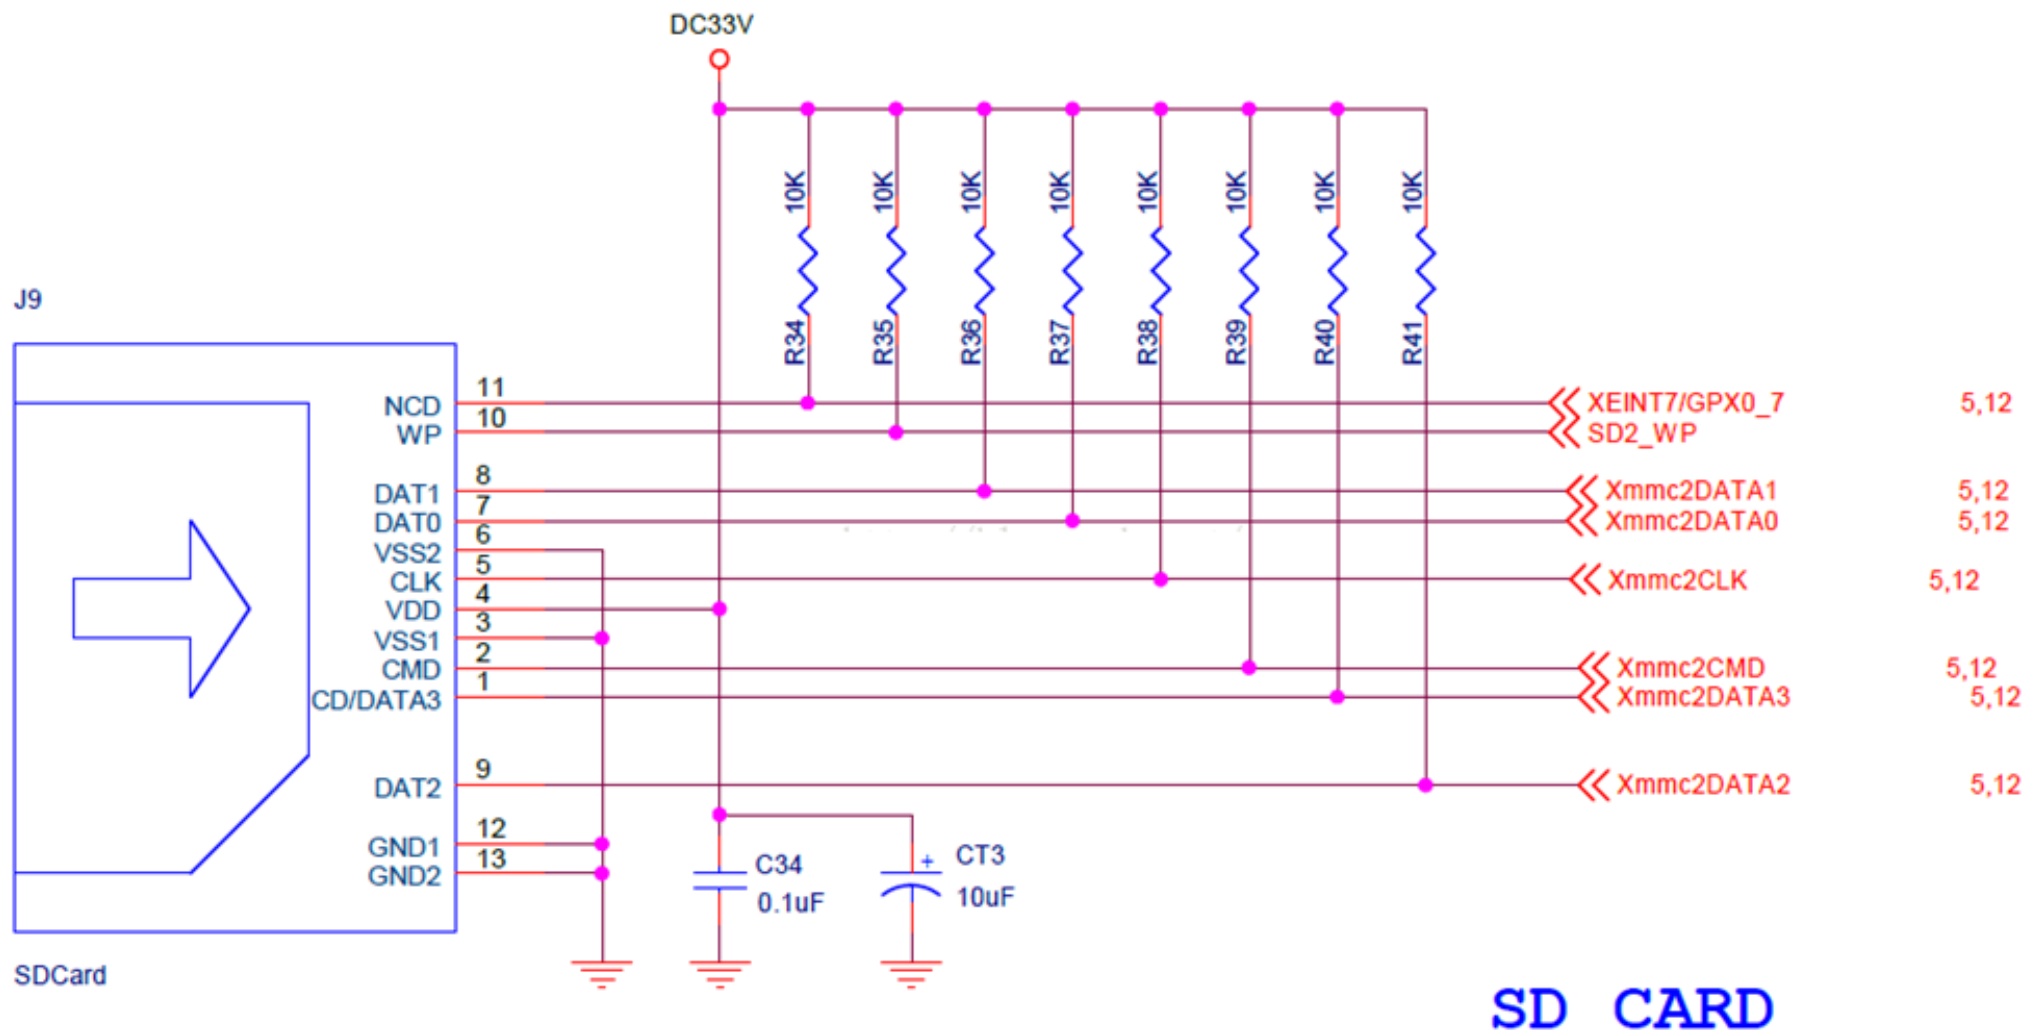 DC33V
10K 10K 10K 10K 10K 10K 10K 10K
R34 R35 R36 R37 R38 R39 R40 R41
J9
NCD 11 XEINT7/GPX0_7 5,12
WP 10 SD2_WP
DAT1 8 Xmmc2DATA1 5,12
DAT0 7 Xmmc2DATA0 5,12
VSS2 6
CLK 5 Xmmc2CLK 5,12
VDD 4
VSS1 3
CMD 2 Xmmc2CMD 5,12
CD/DATA3 1 Xmmc2DATA3 5,12
DAT2 9 Xmmc2DATA2 5,12
GND1 12
GND2 13
C34
0.1uF
+ CT3
10uF
SDCard
SD CARD